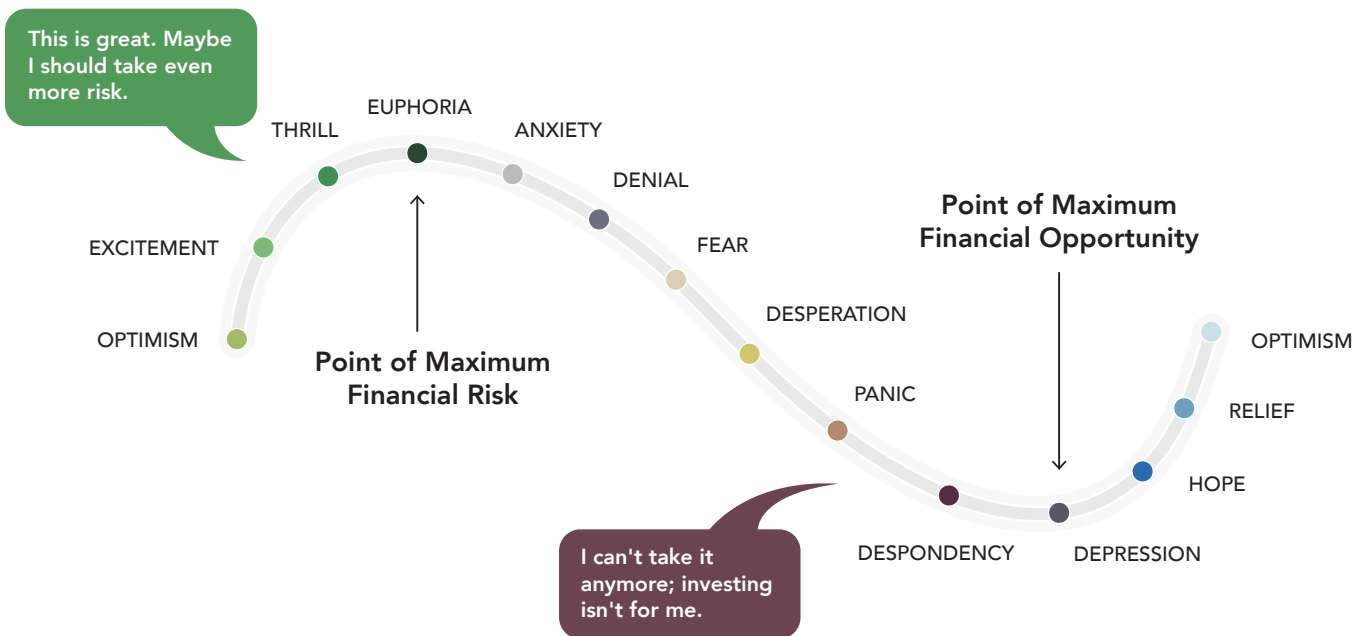 This is great. Maybe
I should take even
more risk.
EUPHORIA
THRILL
ANXIETY
DENIAL
EXCITEMENT
FEAR
Point of Maximum
Financial Opportunity
DESPERATION
OPTIMISM
OPTIMISM
Point of Maximum
Financial Risk
PANIC
RELIEF
HOPE
I can't take it
anymore; investing
isn't for me.
DESPONDENCY
DEPRESSION